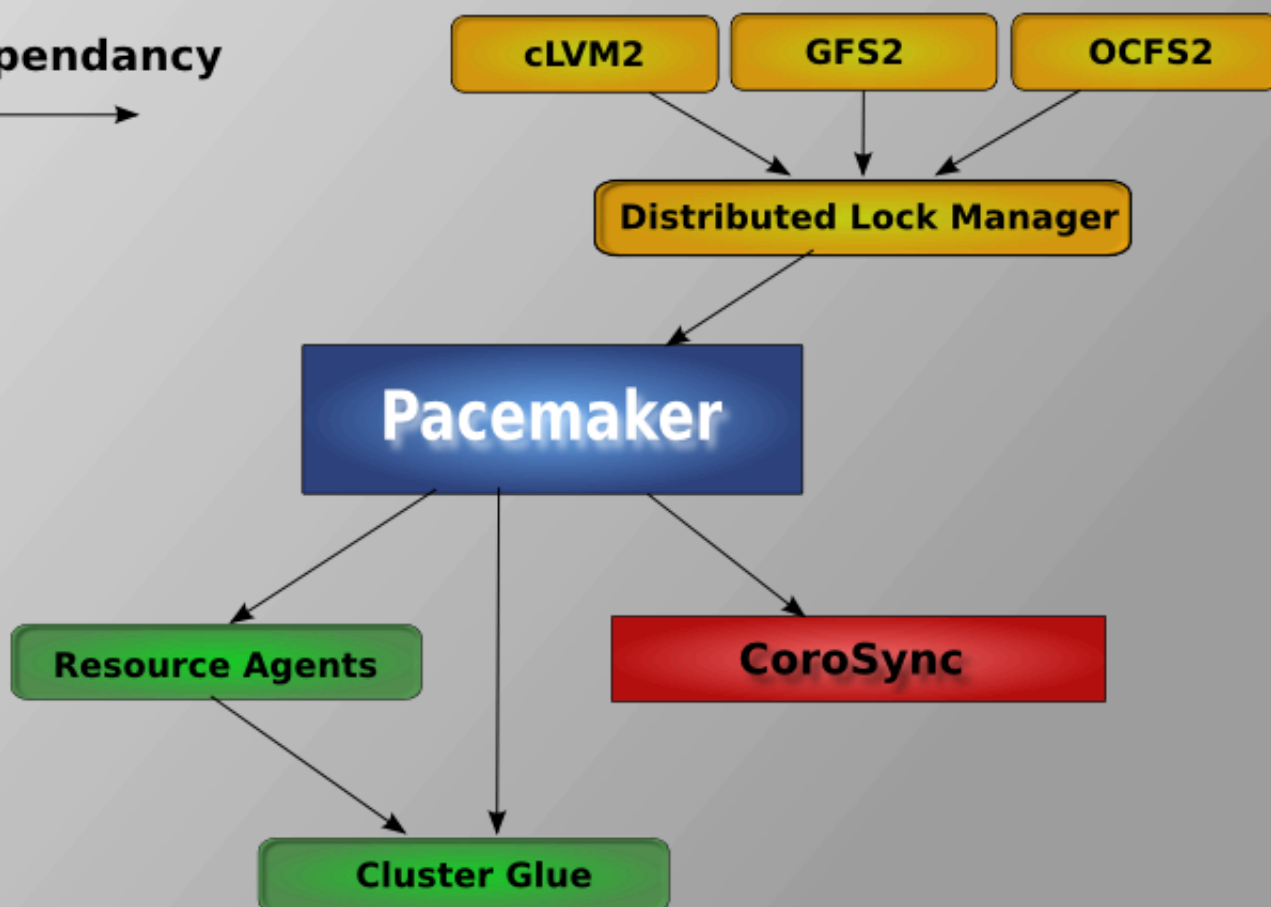 pendancy
cLVM2
GFS2
OCFS2
Distributed Lock Manager
Pacemaker
Resource Agents
CoroSync
Cluster Glue